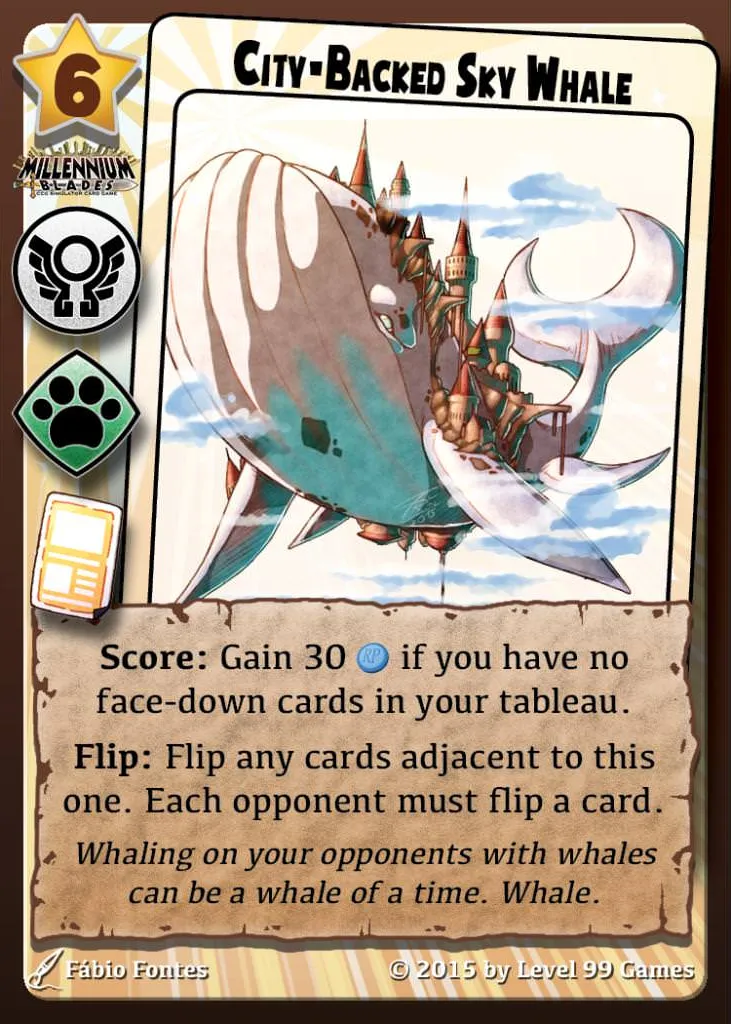 6
City-Backed Sky Whale
MILLENNIUM
BLADES
CCG SIMULATOR CARD GAME
Score: Gain 30 RP if you have no
face-down cards in your tableau.
Flip: Flip any cards adjacent to this
one. Each opponent must flip a card.
Whaling on your opponents with whales
can be a whale of a time. Whale.
Fábio Fontes
© 2015 by Level 99 Games